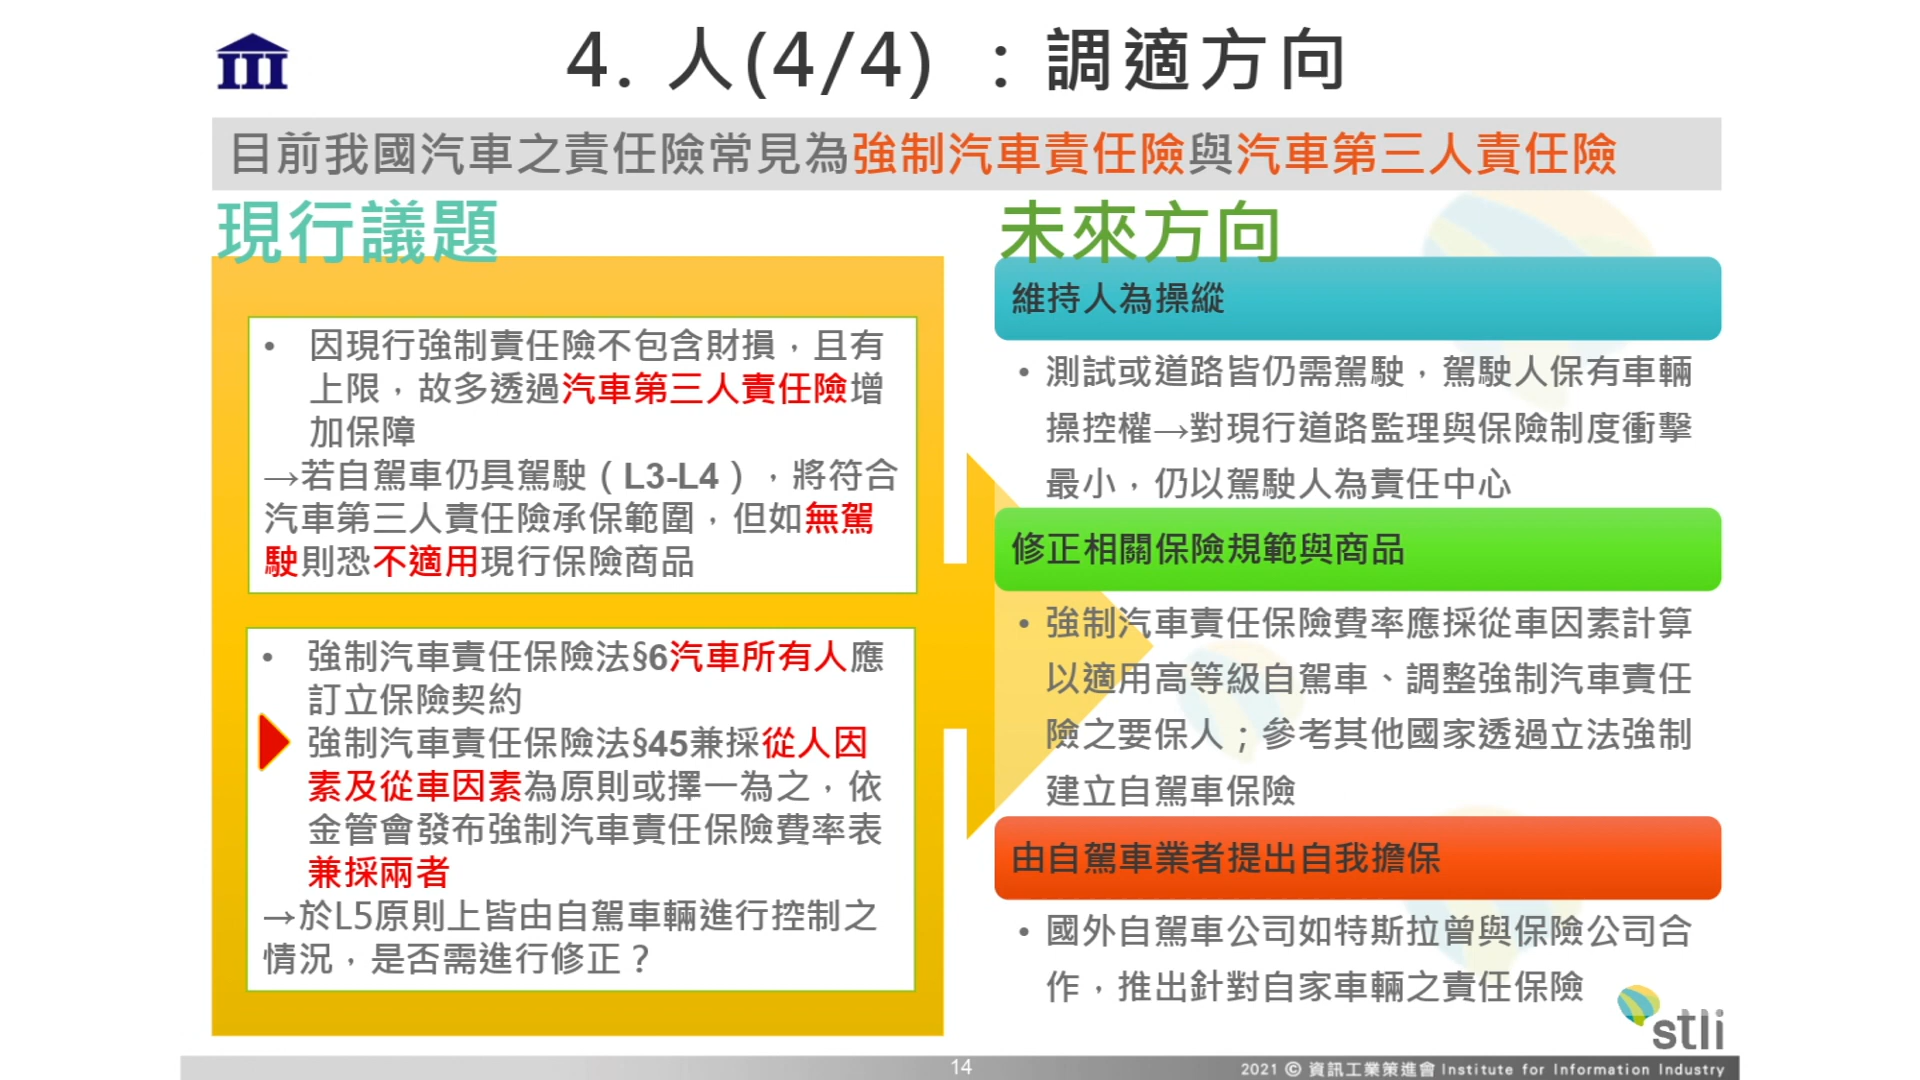 4. 人(4/4) ：調適方向
目前我國汽車之責任險常見為強制汽車責任險與汽車第三人責任險
現行議題
• 因現行強制責任險不包含財損，且有
上限，故多透過汽車第三人責任險增
加保障
→若自駕車仍具駕駛（L3-L4），將符合
汽車第三人責任險承保範圍，但如無駕
駛則恐不適用現行保險商品
• 強制汽車責任保險法§6汽車所有人應
訂立保險契約
強制汽車責任保險法§45兼採從人因
素及從車因素為原則或擇一為之，依
金管會發布強制汽車責任保險費率表
兼採兩者
→於L5原則上皆由自駕車輛進行控制之
情況，是否需進行修正？
未來方向
維持人為操縱
• 測試或道路皆仍需駕駛，駕駛人保有車輛
操控權→對現行道路監理與保險制度衝擊
最小，仍以駕駛人為責任中心
修正相關保險規範與商品
• 強制汽車責任保險費率應採從車因素計算
以適用高等級自駕車、調整強制汽車責任
險之要保人；參考其他國家透過立法強制
建立自駕車保險
由自駕車業者提出自我擔保
• 國外自駕車公司如特斯拉曾與保險公司合
作，推出針對自家車輛之責任保險
stli
14
2021 © 資訊工業策進會 Institute for Information Industry